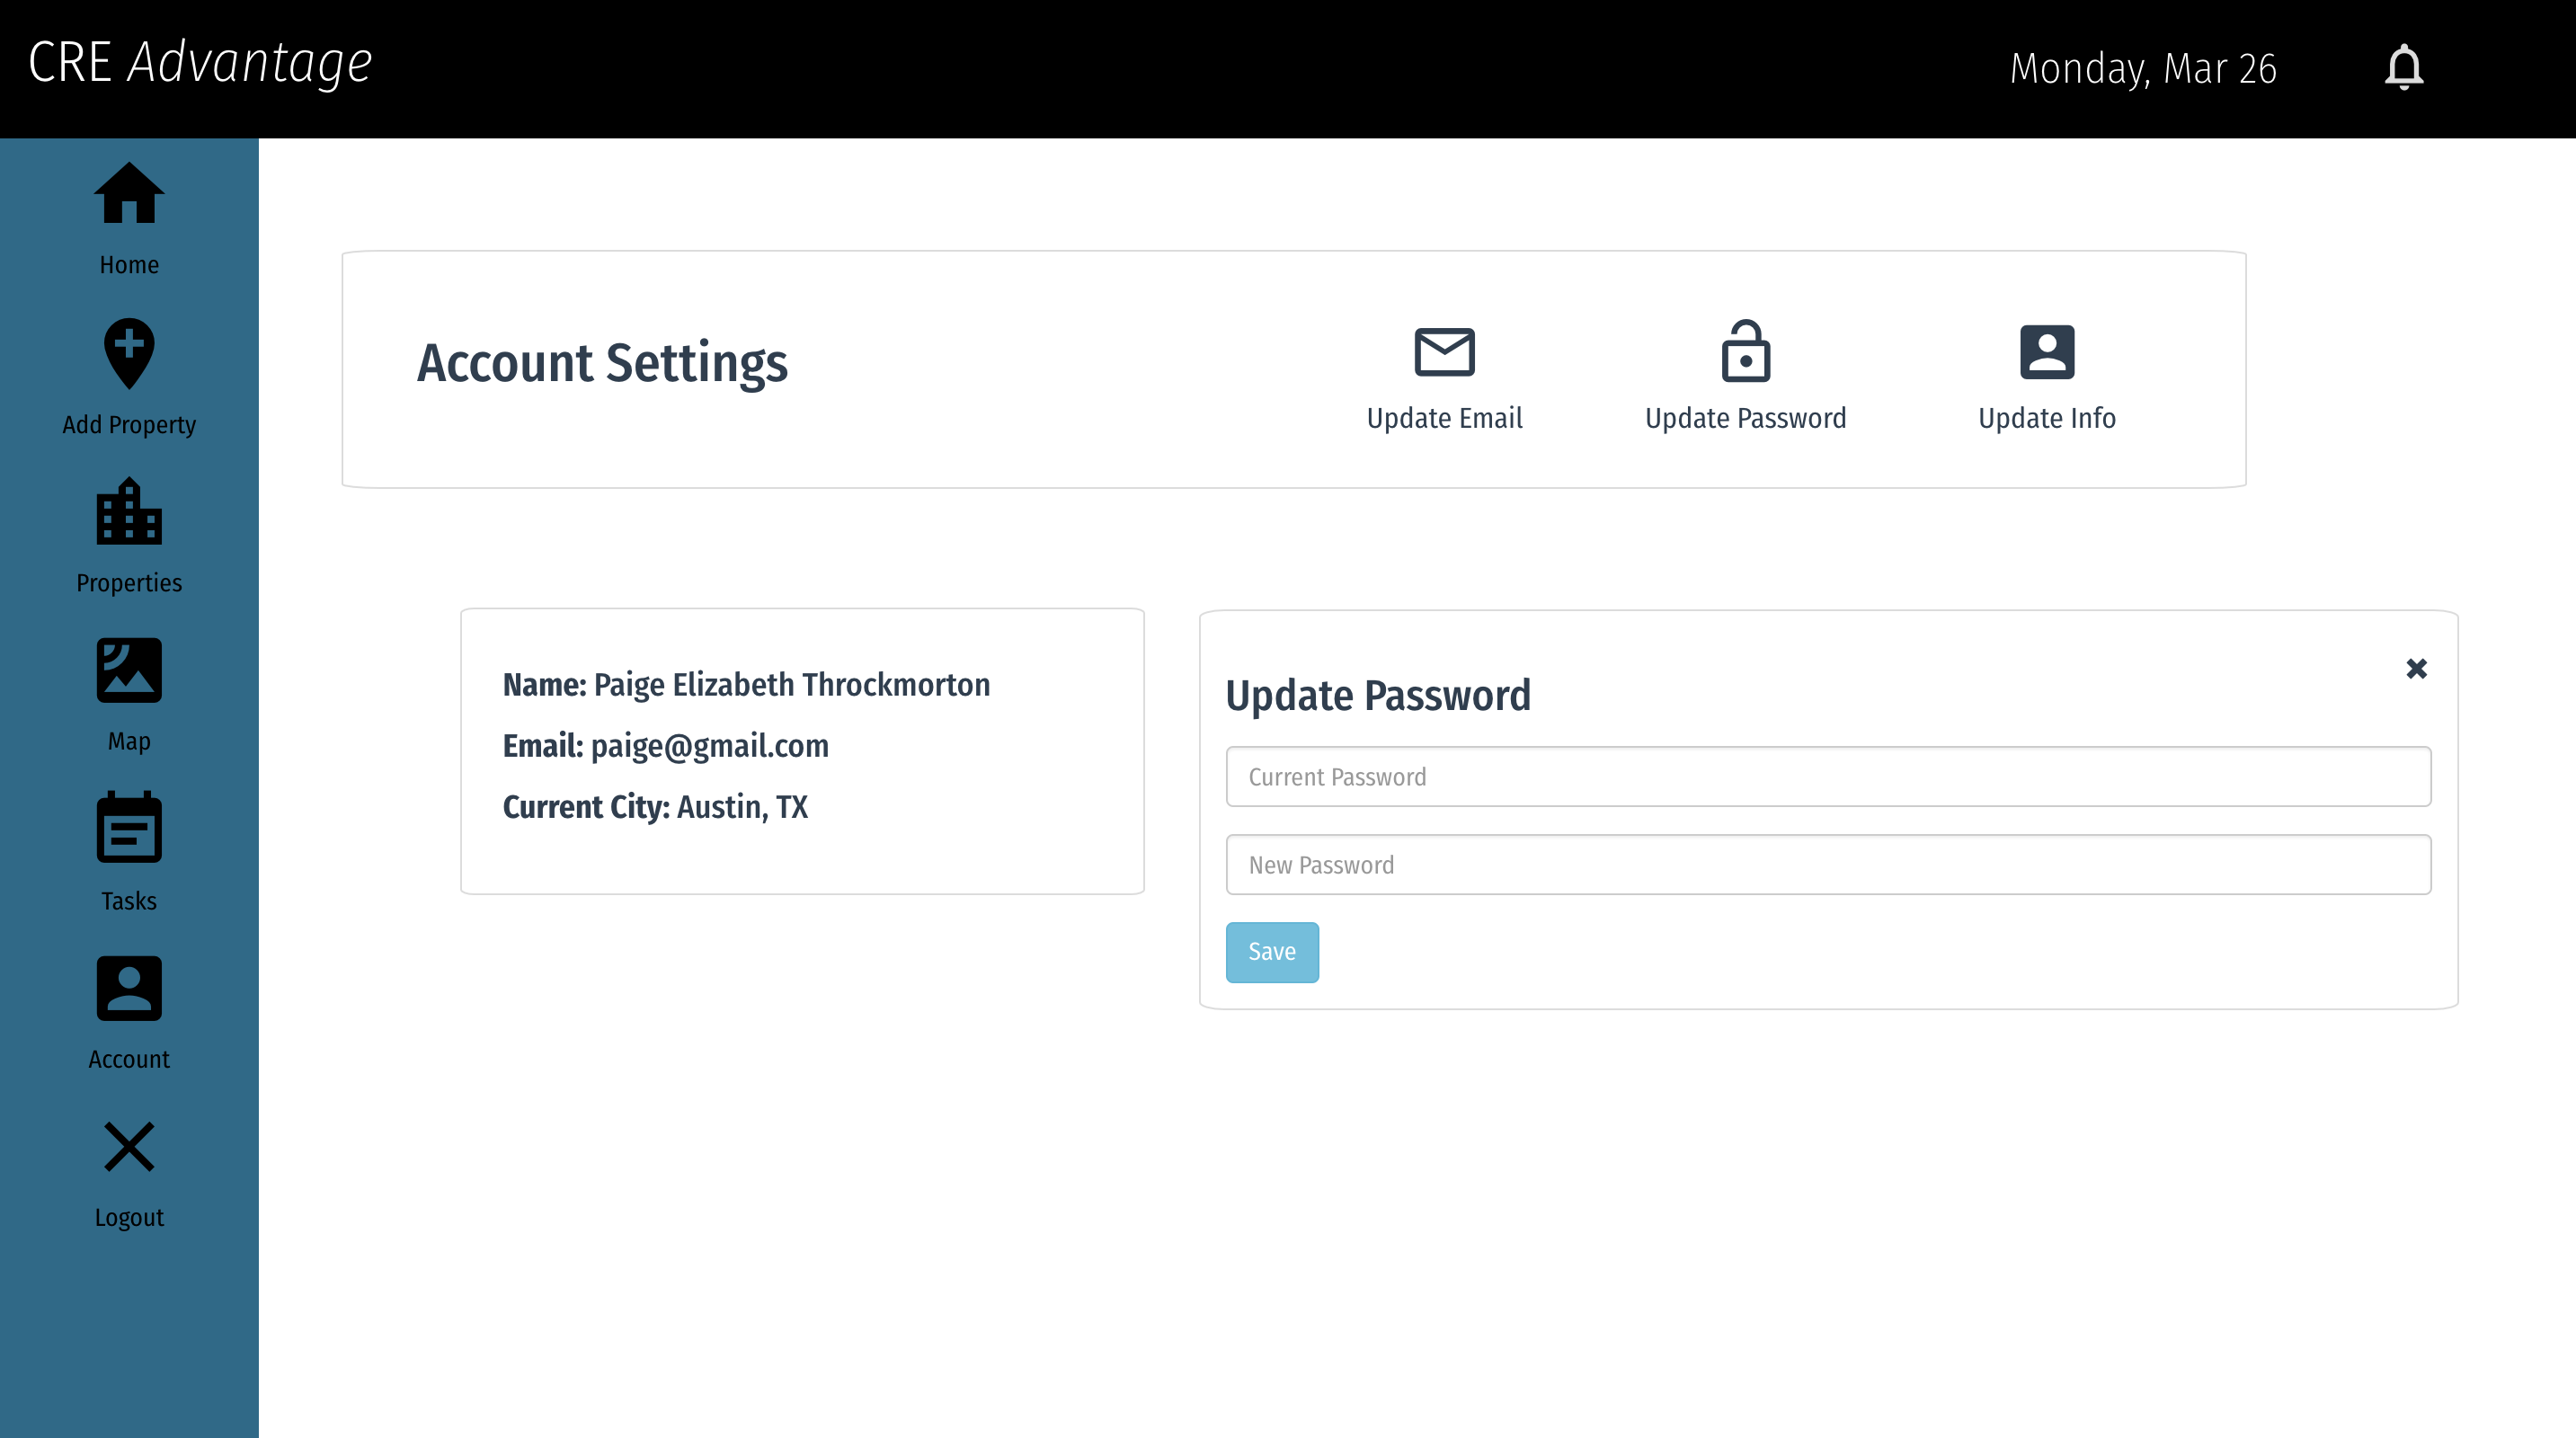 CRE Advantage
Monday, Mar 26
Home
Add Property
Properties
Map
Tasks
Account
Logout
Account Settings
Update Email
Update Password
Update Info
Name: Paige Elizabeth Throckmorton
Email: paige@gmail.com
Current City: Austin, TX
Update Password
Current Password
New Password
Save